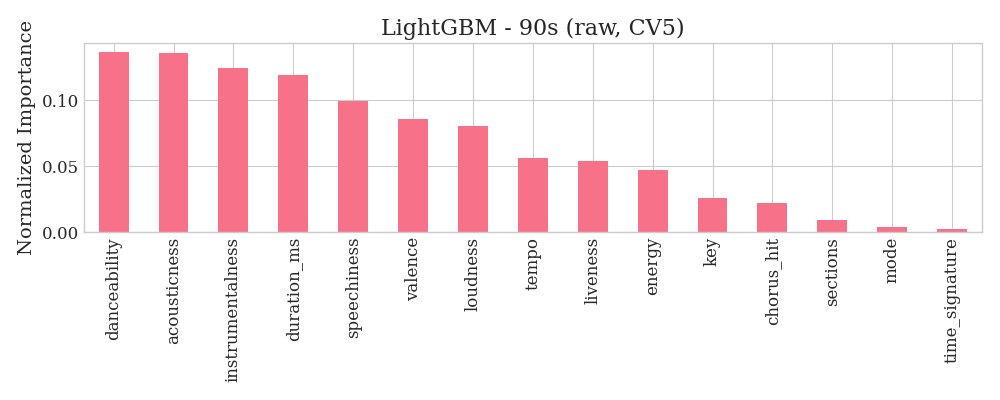 LightGBM - 90s (raw, CV5)
Normalized Importance
0.10
0.05
0.00
danceability
acousticness
instrumentalness
duration_ms
speechiness
valence
loudness
tempo
liveness
energy
key
chorus_hit
sections
mode
time_signature